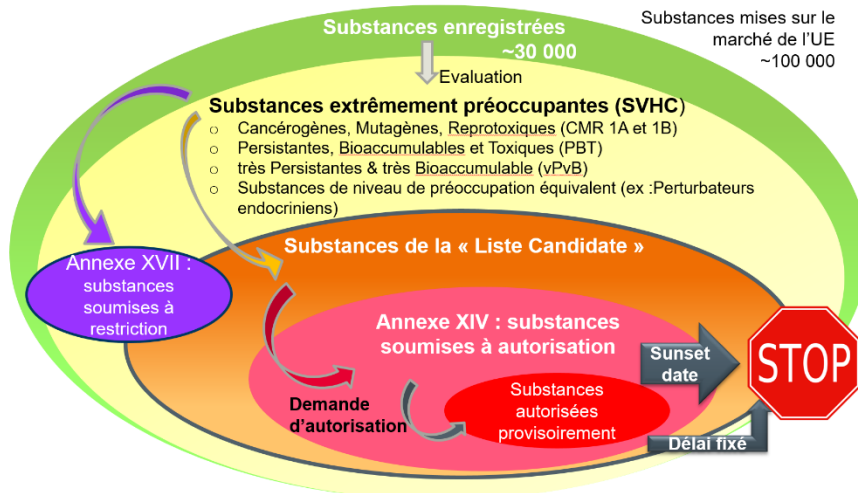 Substances enregistrées
~30 000
Substances mises sur le
marché de l'UE
~100 000
Evaluation
Substances extrêmement préoccupantes (SVHC)
o Cancérogènes, Mutagènes, Reprotoxiques (CMR 1A et 1B)
o Persistantes, Bioaccumulables et Toxiques (PBT)
o très Persistantes & très Bioaccumulable (vPvB)
o Substances de niveau de préoccupation équivalent (ex :Perturbateurs
endocriniens)
Substances de la « Liste Candidate »
Annexe XVII :
substances
soumises à
restriction
Annexe XIV : substances
soumises à autorisation
Sunset
date
STOP
Demande
d'autorisation
Substances
autorisées
provisoirement
Délai fixé